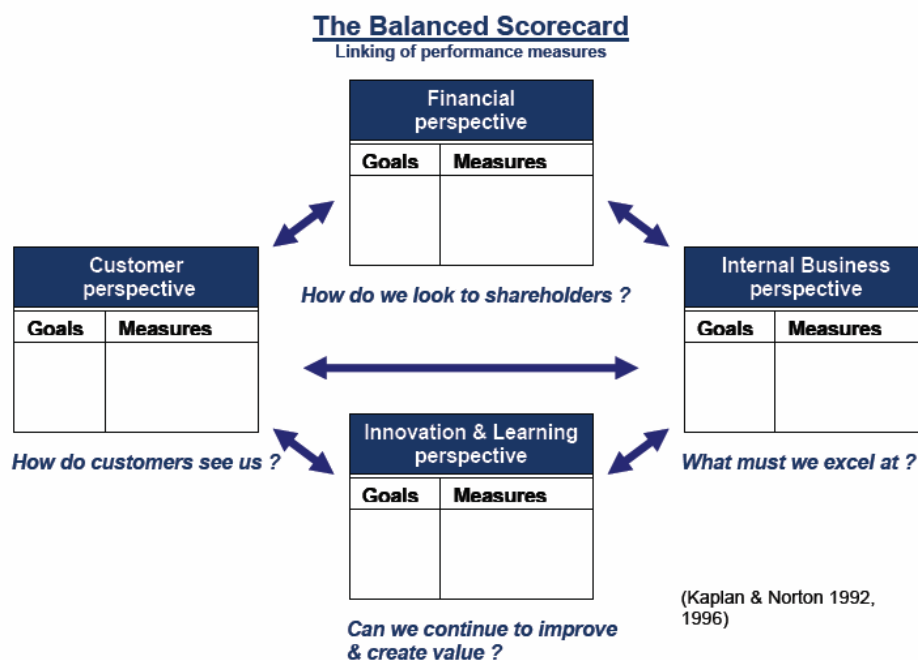 The Balanced Scorecard
Linking of performance measures
Financial
perspective
Goals Measures
How do we look to shareholders ?
Customer
perspective
Goals Measures
How do customers see us ?
Internal Business
perspective
Goals Measures
What must we excel at ?
Innovation & Learning
perspective
Goals Measures
Can we continue to improve
& create value ?
(Kaplan & Norton 1992,
1996)